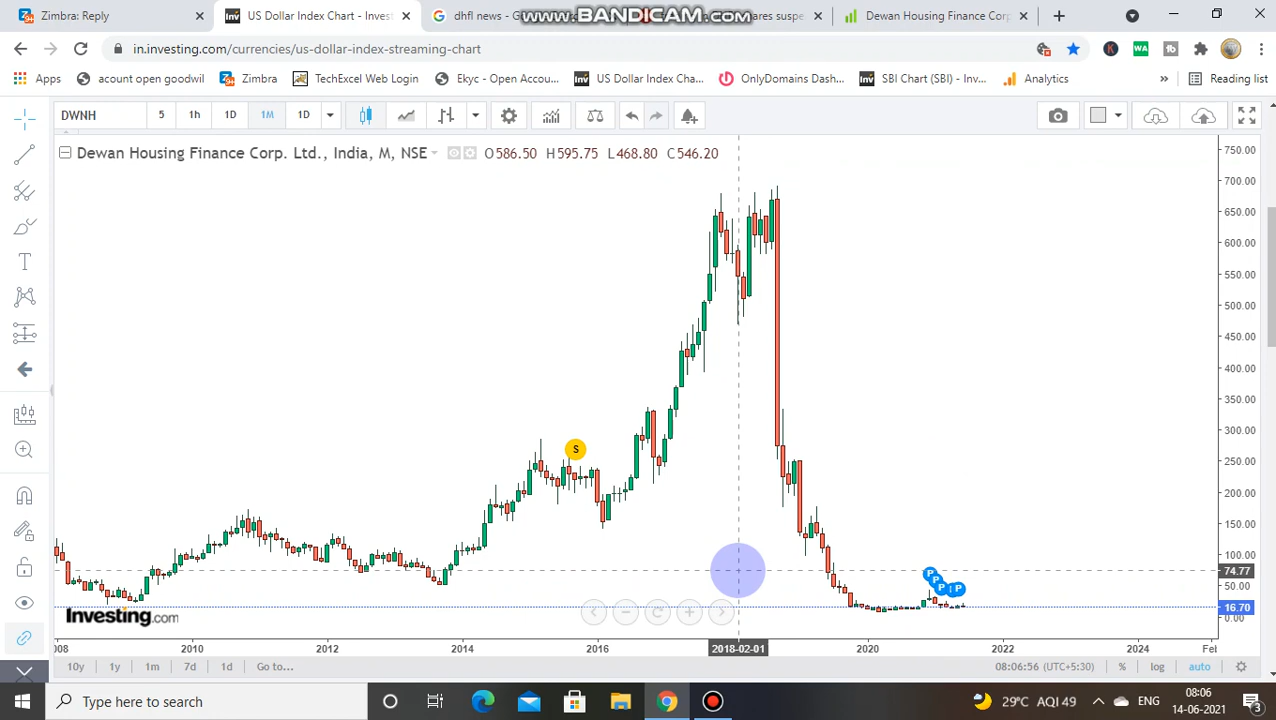 Zimbra: Reply
US Dollar Index Chart - Inves
dhfl news - G
www.BANDICAM.com
ares suspe
Dewan Housing Finance Corp
in.investing.com/currencies/us-dollar-index-streaming-chart
Apps
acount open goodwil
Zimbra
TechExcel Web Login
Ekyc - Open Accou...
US Dollar Index Cha...
OnlyDomains Dash...
SBI Chart (SBI) - Inv...
Analytics
»
Reading list
DWNH
5
1h
1D
1M
1D
Dewan Housing Finance Corp. Ltd., India, M, NSE
O586.50 H595.75 L468.80 C546.20
750.00
700.00
650.00
600.00
550.00
500.00
450.00
400.00
350.00
300.00
250.00
200.00
150.00
100.00
74.77
50.00
16.70
0.00
S
P
P
P
P
Investing.com
008
2010
2012
2014
2016
2018-02-01
2020
2022
2024
Fel
10y
1y
1m
7d
1d
Go to...
08:06:56 (UTC+5:30)
%
log
auto
Type here to search
29°C AQI 49
ENG
08:06
14-06-2021
3